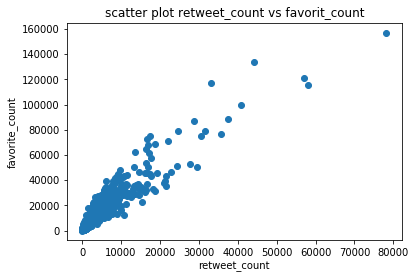 scatter plot retweet_count vs favorit_count
favorite_count
160000
140000
120000
100000
80000
60000
40000
20000
0
0 10000 20000 30000 40000 50000 60000 70000 80000
retweet_count